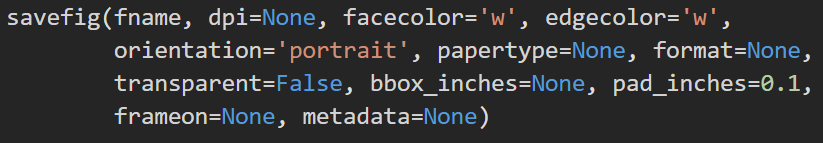 savefig(fname, dpi=None, facecolor='w', edgecolor='w',
        orientation='portrait', papertype=None, format=None,
        transparent=False, bbox_inches=None, pad_inches=0.1,
        frameon=None, metadata=None)